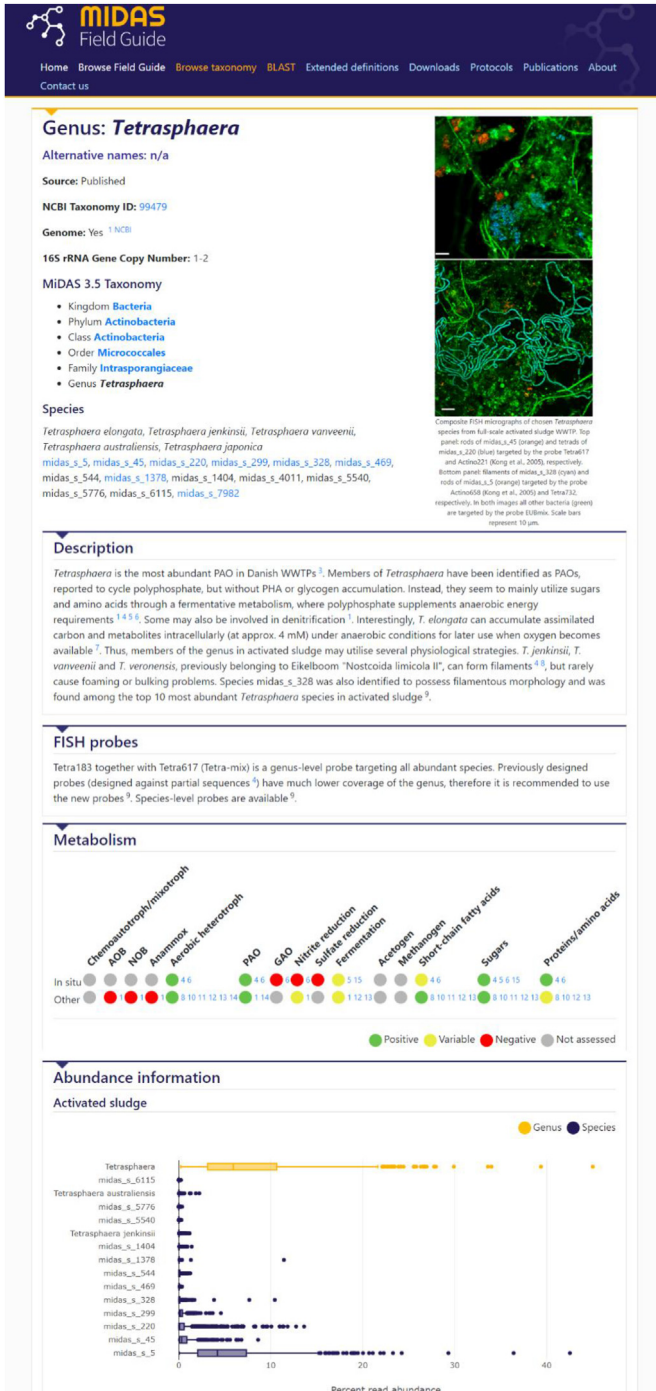 MIDAS
Field Guide
Home Browse Field Guide Browse taxonomy BLAST Extended definitions Downloads Protocols Publications About
Contact us
Genus: Tetrasphaera
Alternative names: n/a
Source: Published
NCBI Taxonomy ID: 99479
Genome: Yes 1 NCBI
16S rRNA Gene Copy Number: 1-2
MiDAS 3.5 Taxonomy
• Kingdom Bacteria
• Phylum Actinobacteria
• Class Actinobacteria
• Order Micrococcales
• Family Intrasporangiaceae
• Genus Tetrasphaera
Species
Tetrasphaera elongata, Tetrasphaera jenkinsii, Tetrasphaera vanveenii,
Tetrasphaera australiensis, Tetrasphaera japonica
midas_s_5, midas_s_45, midas_s_220, midas_s_299, midas_s_328, midas_s_469,
midas_s_544, midas_s_1378, midas_s_1404, midas_s_4011, midas_s_5540,
midas_s_5776, midas_s_6115, midas_s_7982
Composite FISH micrographs of chosen Tetrasphaera
species from full-scale activated sludge WWTP. Top
panel: rods of midas_s_45 (orange) and tetrads of
midas_s_220 (blue) targeted by the probe Tetra617
and Actino221 (Kong et al., 2005), respectively.
Bottom panel: filaments of midas_s_328 (cyan) and
rods of midas_s_5 (orange) targeted by the probe
Actino658 (Kong et al., 2005) and Tetra732,
respectively. In both images all other bacteria (green)
are targeted by the probe EUBmix. Scale bars
represent 10 μm.
Description
Tetrasphaera is the most abundant PAO in Danish WWTPs 3. Members of Tetrasphaera have been identified as PAOs,
reported to cycle polyphosphate, but without PHA or glycogen accumulation. Instead, they seem to mainly utilize sugars
and amino acids through a fermentative metabolism, where polyphosphate supplements anaerobic energy
requirements 1 4 5 6. Some may also be involved in denitrification 1. Interestingly, T. elongata can accumulate assimilated
carbon and metabolites intracellularly (at approx. 4 mM) under anaerobic conditions for later use when oxygen becomes
available 7. Thus, members of the genus in activated sludge may utilise several physiological strategies. T. jenkinsii, T.
vanveenii and T. veronensis, previously belonging to Eikelboom "Nostocoida limicola II", can form filaments 4 8, but rarely
cause foaming or bulking problems. Species midas_s_328 was also identified to possess filamentous morphology and was
found among the top 10 most abundant Tetrasphaera species in activated sludge 9.
FISH probes
Tetra183 together with Tetra617 (Tetra-mix) is a genus-level probe targeting all abundant species. Previously designed
probes (designed against partial sequences 4) have much lower coverage of the genus, therefore it is recommended to use
the new probes 9. Species-level probes are available 9.
Metabolism
Chemoautotroph/mixotroph AOB NOB Anammox Aerobic heterotroph PAO GAO Nitrite reduction Sulfate reduction Fermentation Acetogen Methanogen Short-chain fatty acids Sugars Proteins/amino acids
In situ 4 6 4 6 6 6 5 15 4 6 4 5 6 15 4 6
Other 1 1 1 8 10 11 12 13 14 1 14 1 1 12 13 8 10 11 12 13 8 10 11 12 13 8 10 12 13
Positive Variable Negative Not assessed
Abundance information
Activated sludge
Genus Species
Tetrasphaera
midas_s_6115
Tetrasphaera australiensis
midas_s_5776
midas_s_5540
Tetrasphaera jenkinsii
midas_s_1404
midas_s_1378
midas_s_544
midas_s_469
midas_s_328
midas_s_299
midas_s_220
midas_s_45
midas_s_5
0 10 20 30 40
Percent read abundance